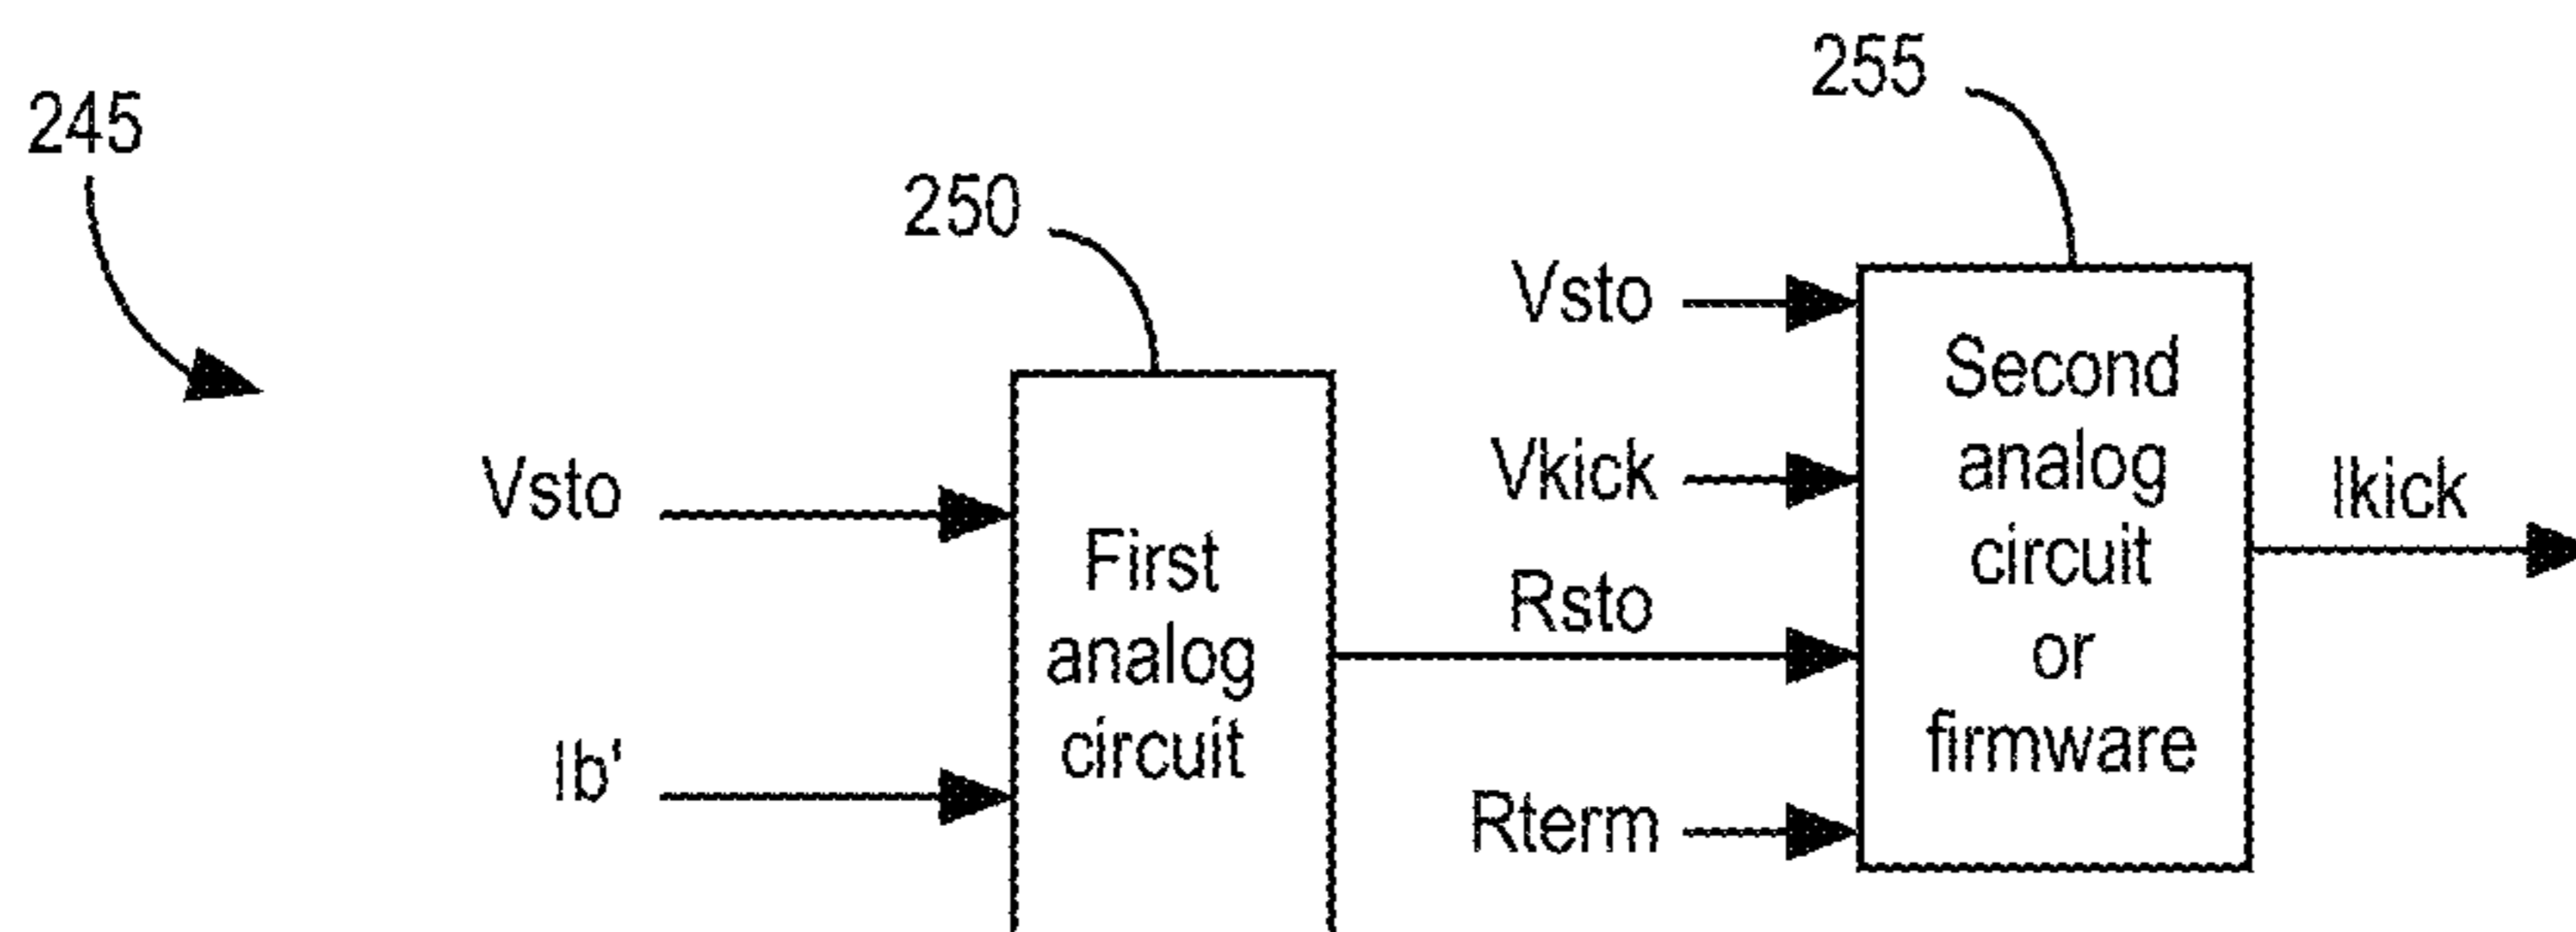 245
250
255
Vsto
Ib'
First
analog
circuit
Vsto
Vkick
Rsto
Rterm
Second
analog
circuit
or
firmware
Ikick